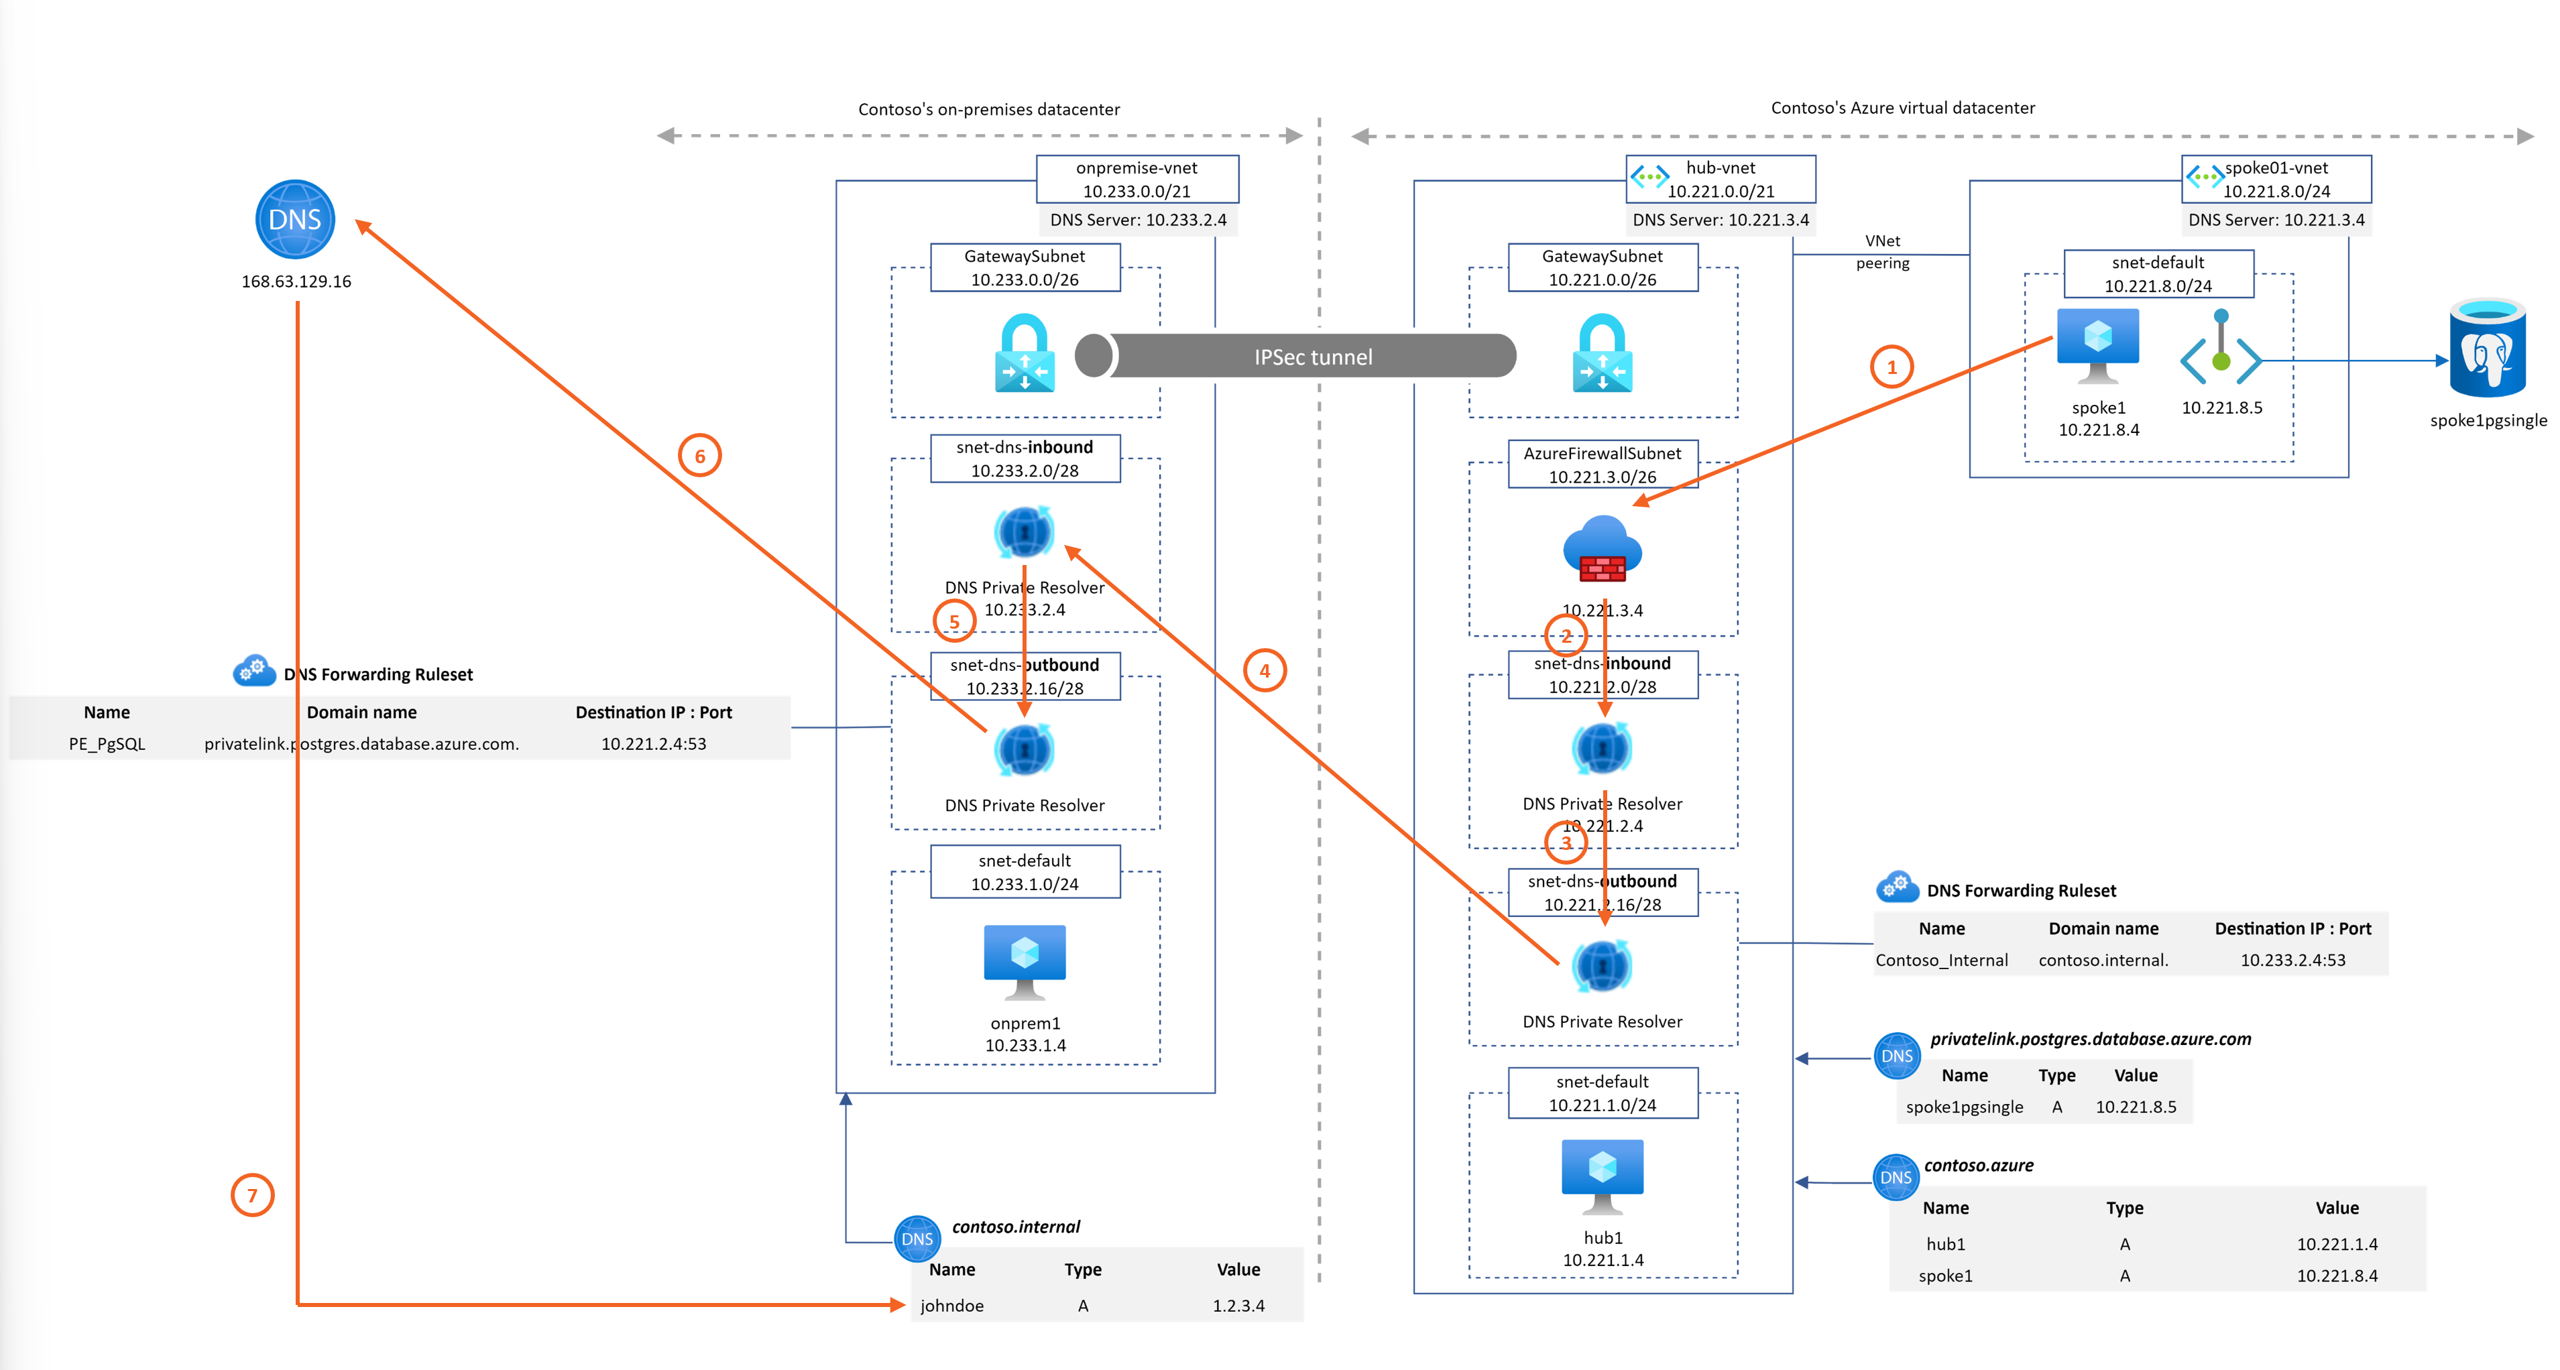 Contoso's on-premises datacenter
Contoso's Azure virtual datacenter
DNS
168.63.129.16
onpremise-vnet
10.233.0.0/21
DNS Server: 10.233.2.4
GatewaySubnet
10.233.0.0/26
IPSec tunnel
snet-dns-inbound
10.233.2.0/28
DNS Private Resolver
10.233.2.4
snet-dns-outbound
10.233.2.16/28
DNS Private Resolver
snet-default
10.233.1.0/24
onprem1
10.233.1.4
DNS Forwarding Ruleset
Name Domain name Destination IP : Port
PE_PgSQL privatelink.postgres.database.azure.com. 10.221.2.4:53
DNS
contoso.internal
Name Type Value
johndoe A 1.2.3.4
hub-vnet
10.221.0.0/21
DNS Server: 10.221.3.4
GatewaySubnet
10.221.0.0/26
AzureFirewallSubnet
10.221.3.0/26
10.221.3.4
snet-dns-inbound
10.221.2.0/28
DNS Private Resolver
10.221.2.4
snet-dns-outbound
10.221.2.16/28
DNS Private Resolver
snet-default
10.221.1.0/24
hub1
10.221.1.4
VNet
peering
spoke01-vnet
10.221.8.0/24
DNS Server: 10.221.3.4
snet-default
10.221.8.0/24
spoke1
10.221.8.4
10.221.8.5
spoke1pgsingle
DNS Forwarding Ruleset
Name Domain name Destination IP : Port
Contoso_Internal contoso.internal. 10.233.2.4:53
DNS
privatelink.postgres.database.azure.com
Name Type Value
spoke1pgsingle A 10.221.8.5
DNS
contoso.azure
Name Type Value
hub1 A 10.221.1.4
spoke1 A 10.221.8.4
1
2
3
4
5
6
7